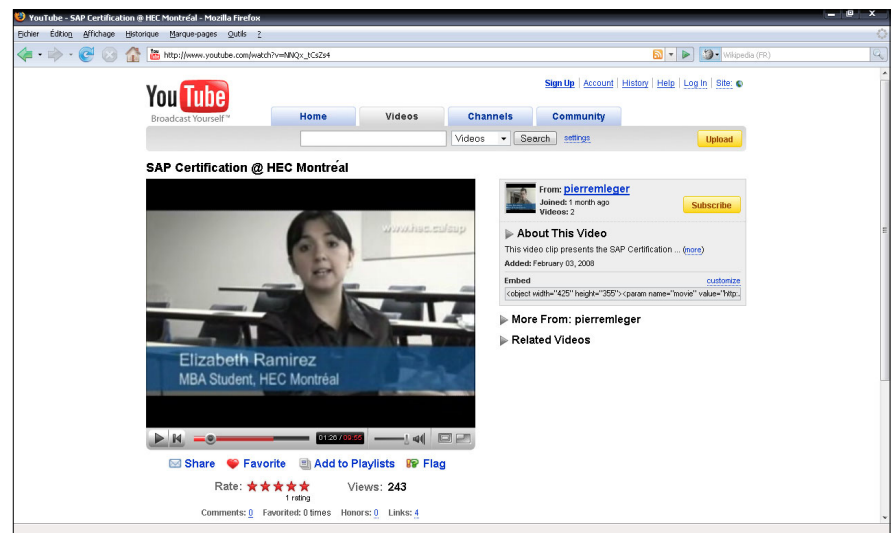 YouTube - SAP Certification @ HEC Montréal - Mozilla Firefox
Fichier Édition Affichage Historique Marque-pages Outils ?
http://www.youtube.com/watch?v=NNQx_tCsZs4
Wikipedia (FR)
Sign Up | Account | History | Help | Log In | Site:
You Tube
Broadcast Yourself™
Home Videos Channels Community
Videos Search settings Upload
SAP Certification @ HEC Montréal
From: pierremleger
Joined: 1 month ago
Videos: 2
Subscribe
About This Video
This video clip presents the SAP Certification ... (more)
Added: February 03, 2008
Embed customize
<object width="425" height="355"><param name="movie" value="http:..
More From: pierremleger
Related Videos
www.hec.ca/sap
Elizabeth Ramirez
MBA Student, HEC Montréal
01:26 / 09:56
Share Favorite Add to Playlists Flag
Rate: Views: 243
1 rating
Comments: 0 Favorited: 0 times Honors: 0 Links: 4